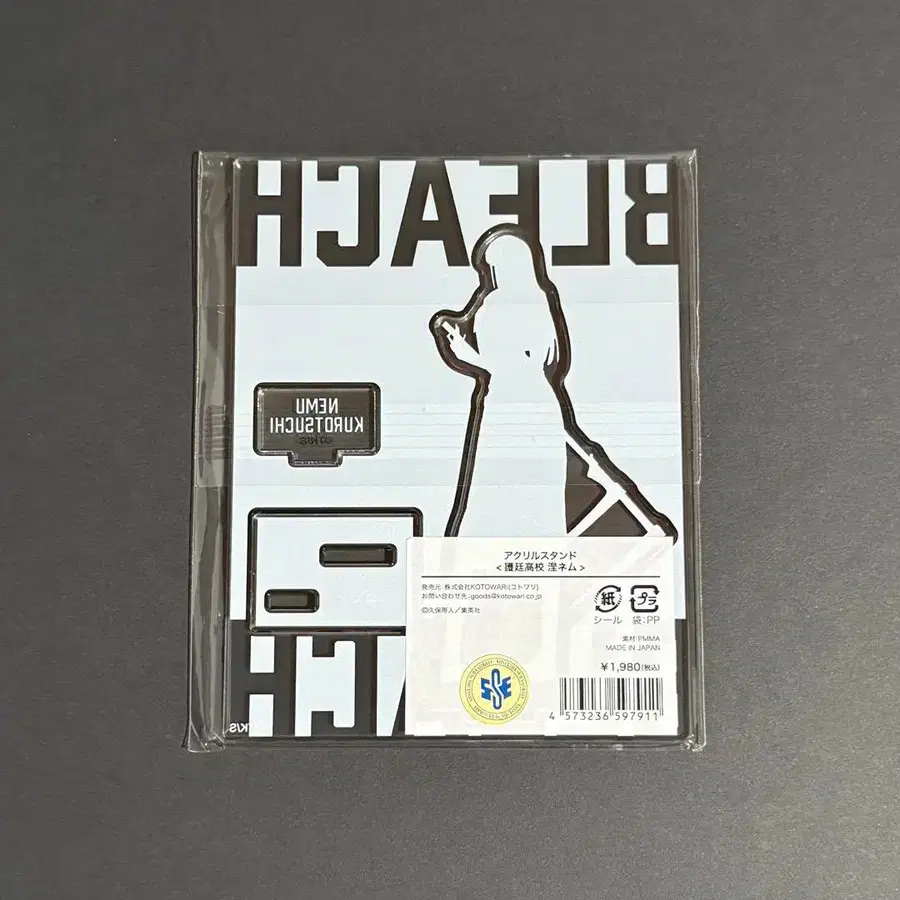 BLEACH
NEMU
KUROTSUCHI
アクリルスタンド
<護廷高校 涅ネム>
発売元:株式会社KOTOWARI(コトワリ)
お問い合わせ先:goods@kotowari.co.jp
©久保帯人/集英社
紙
プラ
シール 袋:PP
素材:PMMA
MADE IN JAPAN
¥1,980(税込)
4 573236 597911
ACH